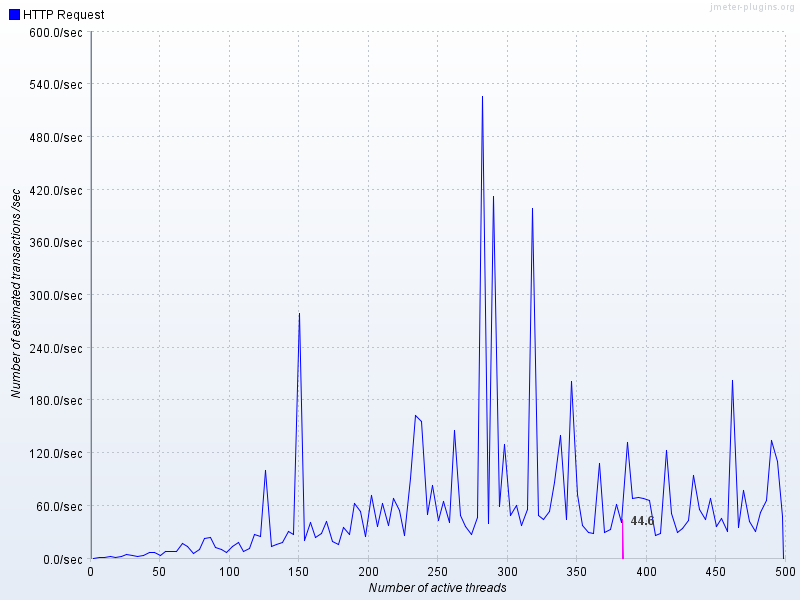 jmeter-plugins.org
HTTP Request
600.0/sec
540.0/sec
480.0/sec
420.0/sec
360.0/sec
300.0/sec
240.0/sec
180.0/sec
120.0/sec
60.0/sec
0.0/sec
Number of estimated transactions /sec
44.6
0
50
100
150
200
250
300
350
400
450
500
Number of active threads